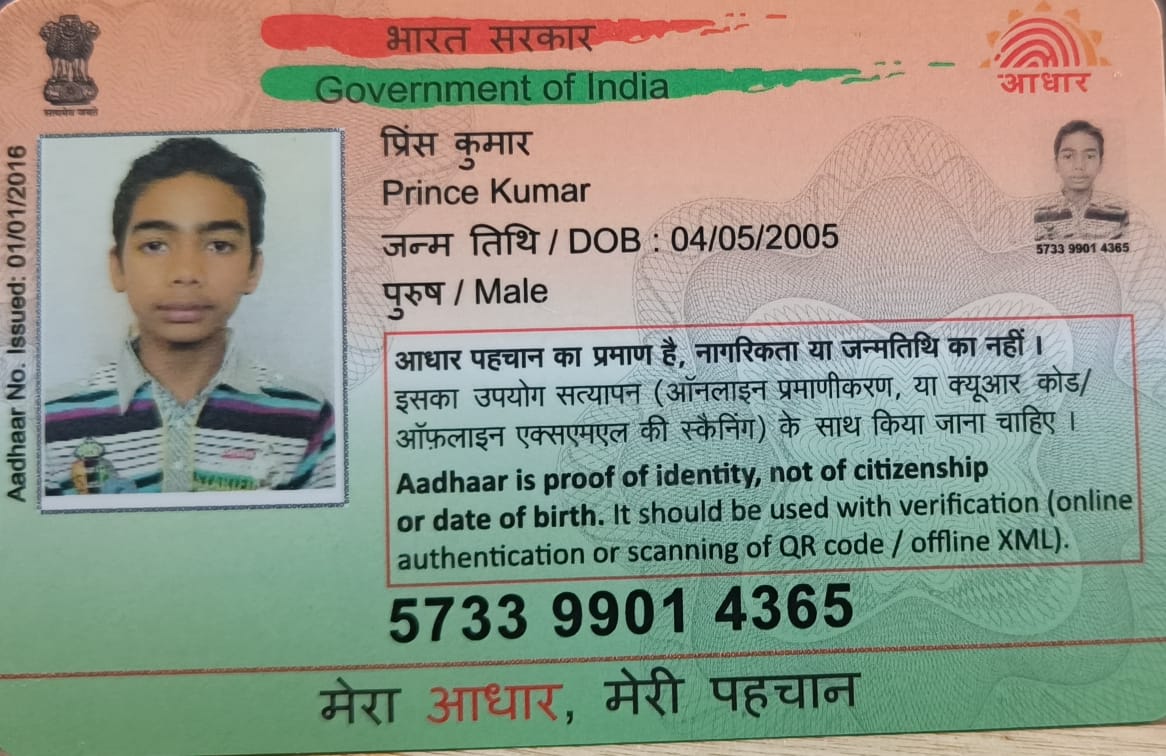 भारत सरकार
Government of India
आधार
सत्यमेव जयते
Aadhaar No. Issued: 01/01/2016
प्रिंस कुमार
Prince Kumar
जन्म तिथि / DOB : 04/05/2005
पुरुष / Male
5733 9901 4365
आधार पहचान का प्रमाण है, नागरिकता या जन्मतिथि का नहीं ।
इसका उपयोग सत्यापन (ऑनलाइन प्रमाणीकरण, या क्यूआर कोड/
ऑफ़लाइन एक्सएमएल की स्कैनिंग) के साथ किया जाना चाहिए ।
Aadhaar is proof of identity, not of citizenship
or date of birth. It should be used with verification (online
authentication or scanning of QR code / offline XML).
5733 9901 4365
मेरा आधार, मेरी पहचान